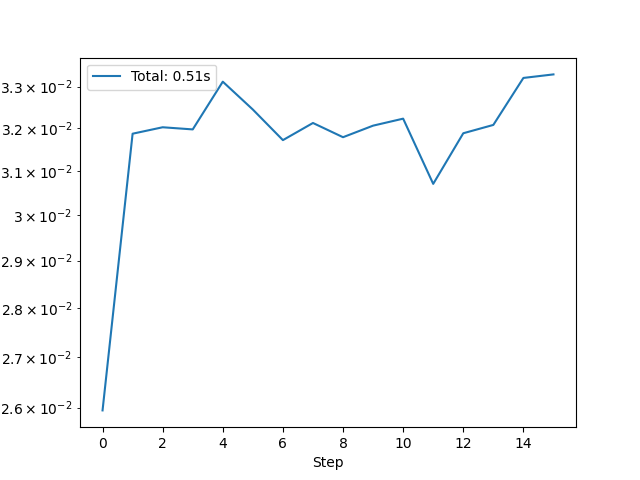 Total: 0.51s
3.3 × 10⁻²
3.2 × 10⁻²
3.1 × 10⁻²
3 × 10⁻²
2.9 × 10⁻²
2.8 × 10⁻²
2.7 × 10⁻²
2.6 × 10⁻²
0 2 4 6 8 10 12 14
Step